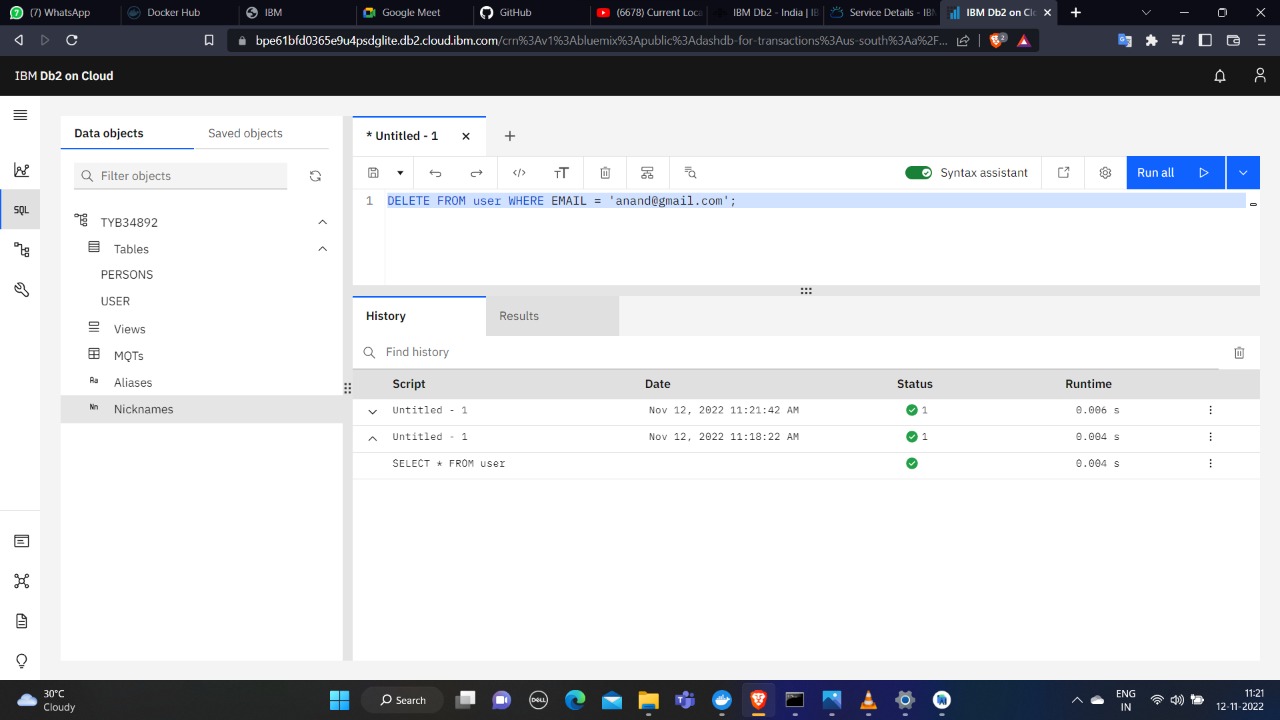 (7) WhatsApp
Docker Hub
IBM
Google Meet
GitHub
(6678) Current Loca
IBM Db2 - India | IB
Service Details - IBM
IBM Db2 on Clo
bpe61bfd0365e9u4psdglite.db2.cloud.ibm.com/crn%3Av1%3Abluemix%3Apublic%3Adashdb-for-transactions%3Aus-south%3Aa%2F...
2
IBM Db2 on Cloud
Data objects
Saved objects
* Untitled - 1
Filter objects
Syntax assistant
Run all
SQL
1 DELETE FROM user WHERE EMAIL = 'anand@gmail.com';
TYB34892
Tables
PERSONS
USER
Views
MQTs
Aa Aliases
Nn Nicknames
History
Results
Find history
Script Date Status Runtime
Untitled - 1 Nov 12, 2022 11:21:42 AM 1 0.006 s
Untitled - 1 Nov 12, 2022 11:18:22 AM 1 0.004 s
SELECT * FROM user 0.004 s
30°C
Cloudy
Search
DELL
ENG
IN
11:21
12-11-2022